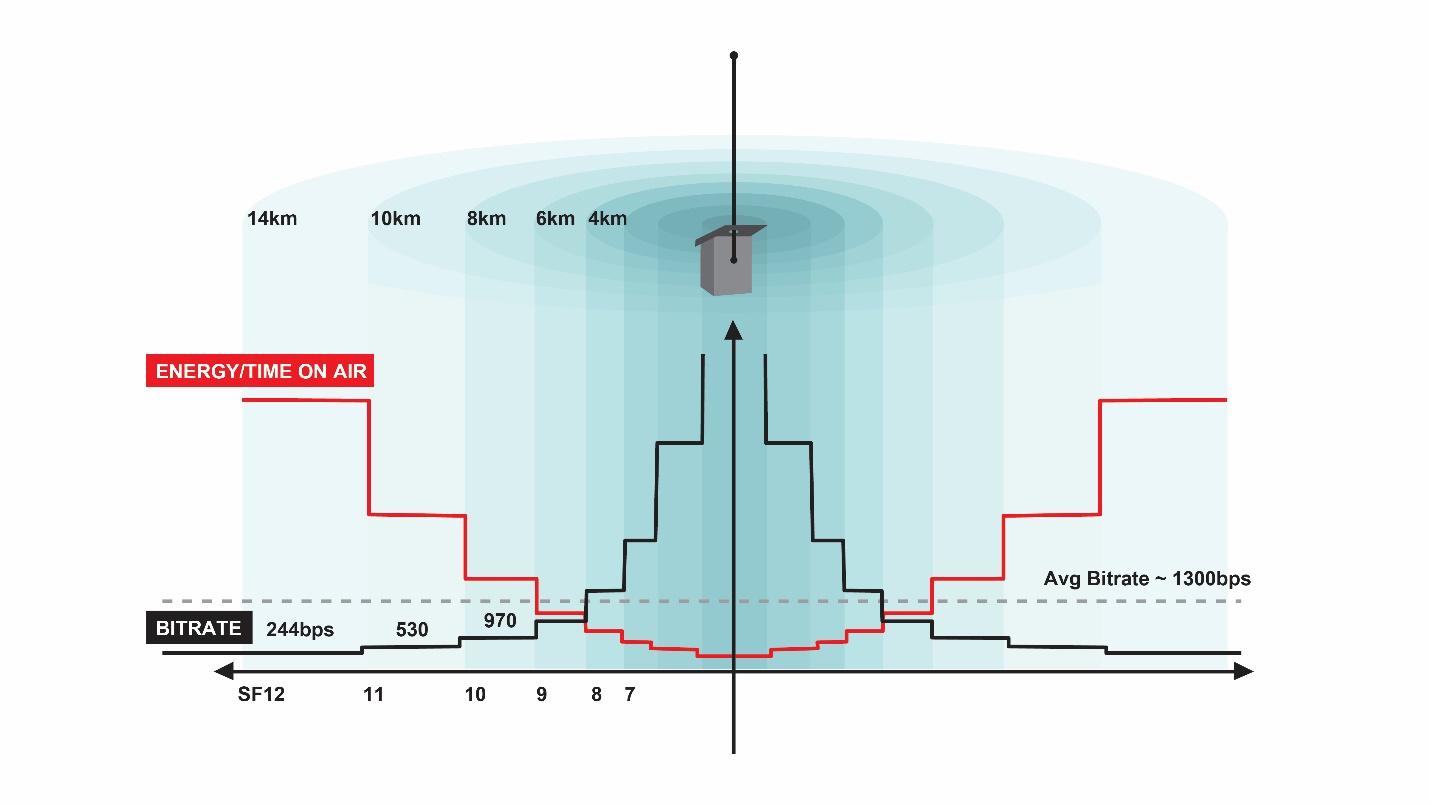 14km 10km 8km 6km 4km
ENERGY/TIME ON AIR
Avg Bitrate ~ 1300bps
BITRATE 244bps 530 970
SF12 11 10 9 8 7